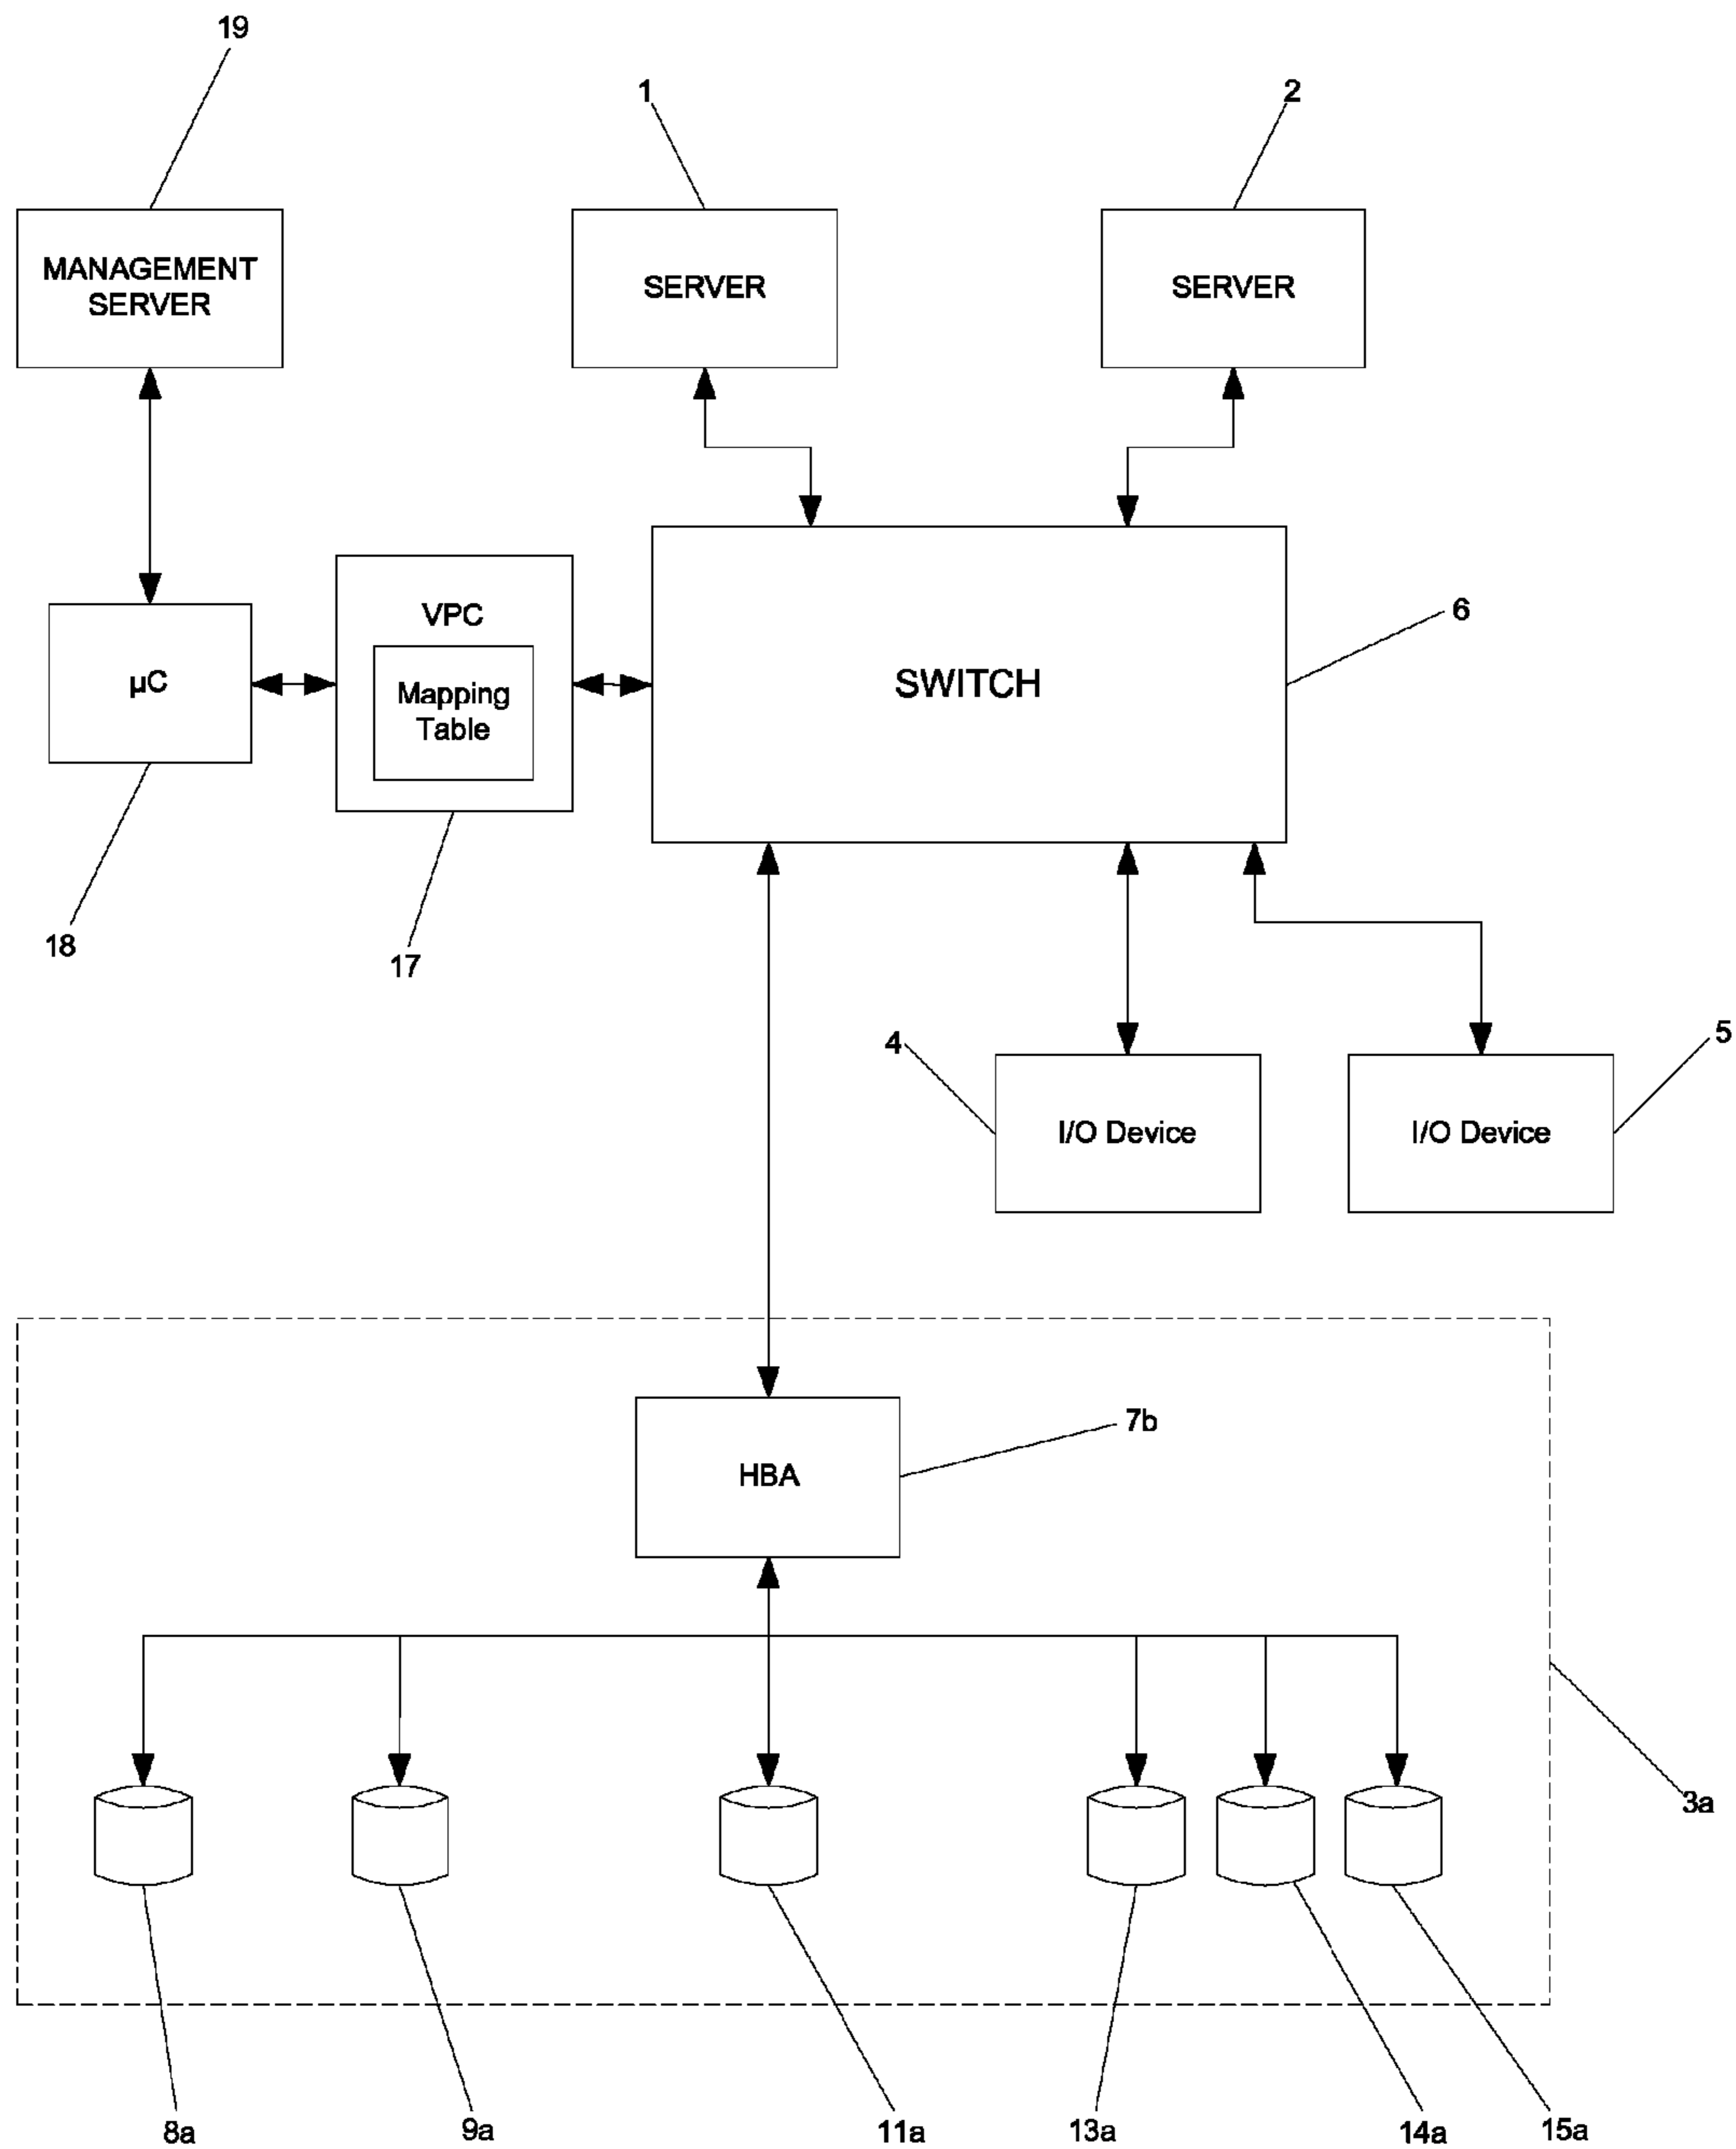 19
1
2
MANAGEMENT
SERVER
SERVER
SERVER
6
VPC
µC
Mapping
Table
SWITCH
18
17
4
5
I/O Device
I/O Device
7b
HBA
3a
8a
9a
11a
13a
14a
15a